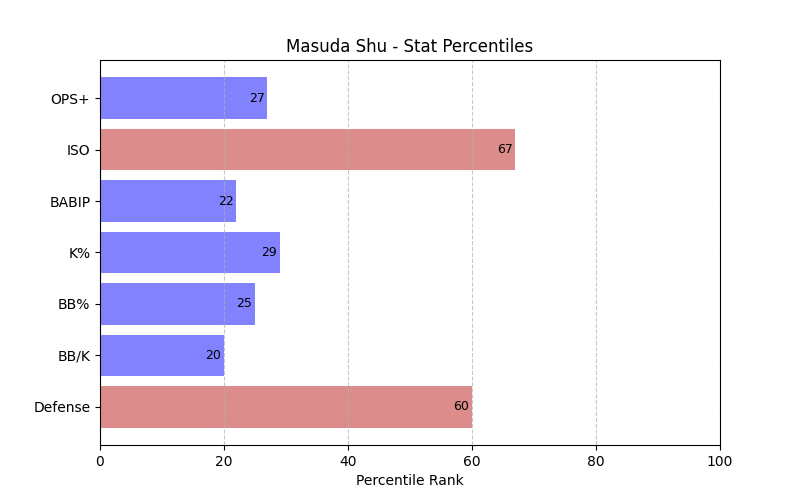 Masuda Shu - Stat Percentiles
OPS+ 27
ISO 67
BABIP 22
K% 29
BB% 25
BB/K 20
Defense 60
0 20 40 60 80 100
Percentile Rank